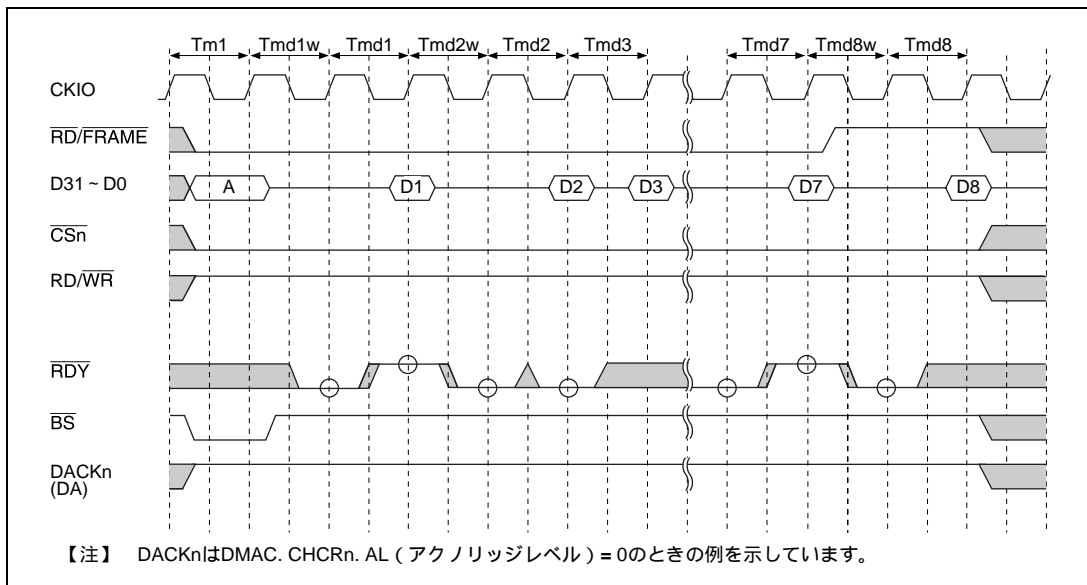 Tm1 Tmd1w Tmd1 Tmd2w Tmd2 Tmd3 Tmd7 Tmd8w Tmd8
CKIO
RD/FRAME
D31 ~ D0 A D1 D2 D3 D7 D8
CSn
RD/WR
RDY
BS
DACKn
(DA)
【注】 DACKnはDMAC. CHCRn. AL ( アクノリッジレベル ) = 0のときの例を示しています。